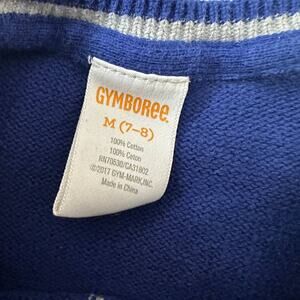 GYMBOREE.
M (7-8)
100% Cotton
100% Coton
RN70530/CA31802
©2017 GYM-MARK,INC.
Made in China